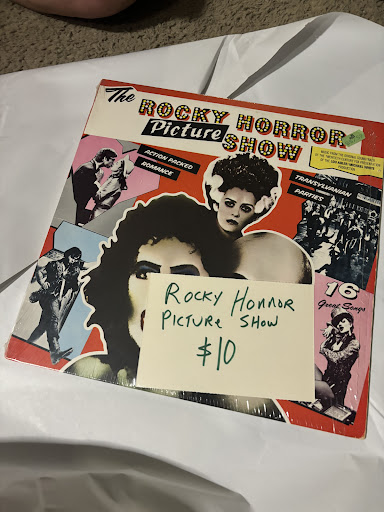 The
ROCKY HORROR
Picture
SHOW
ACTION PACKED
ROMANCE
TRANSYLVANIAN
PARTIES
16
Great Songs
ROCKY HORROR
PICTURE SHOW
$10